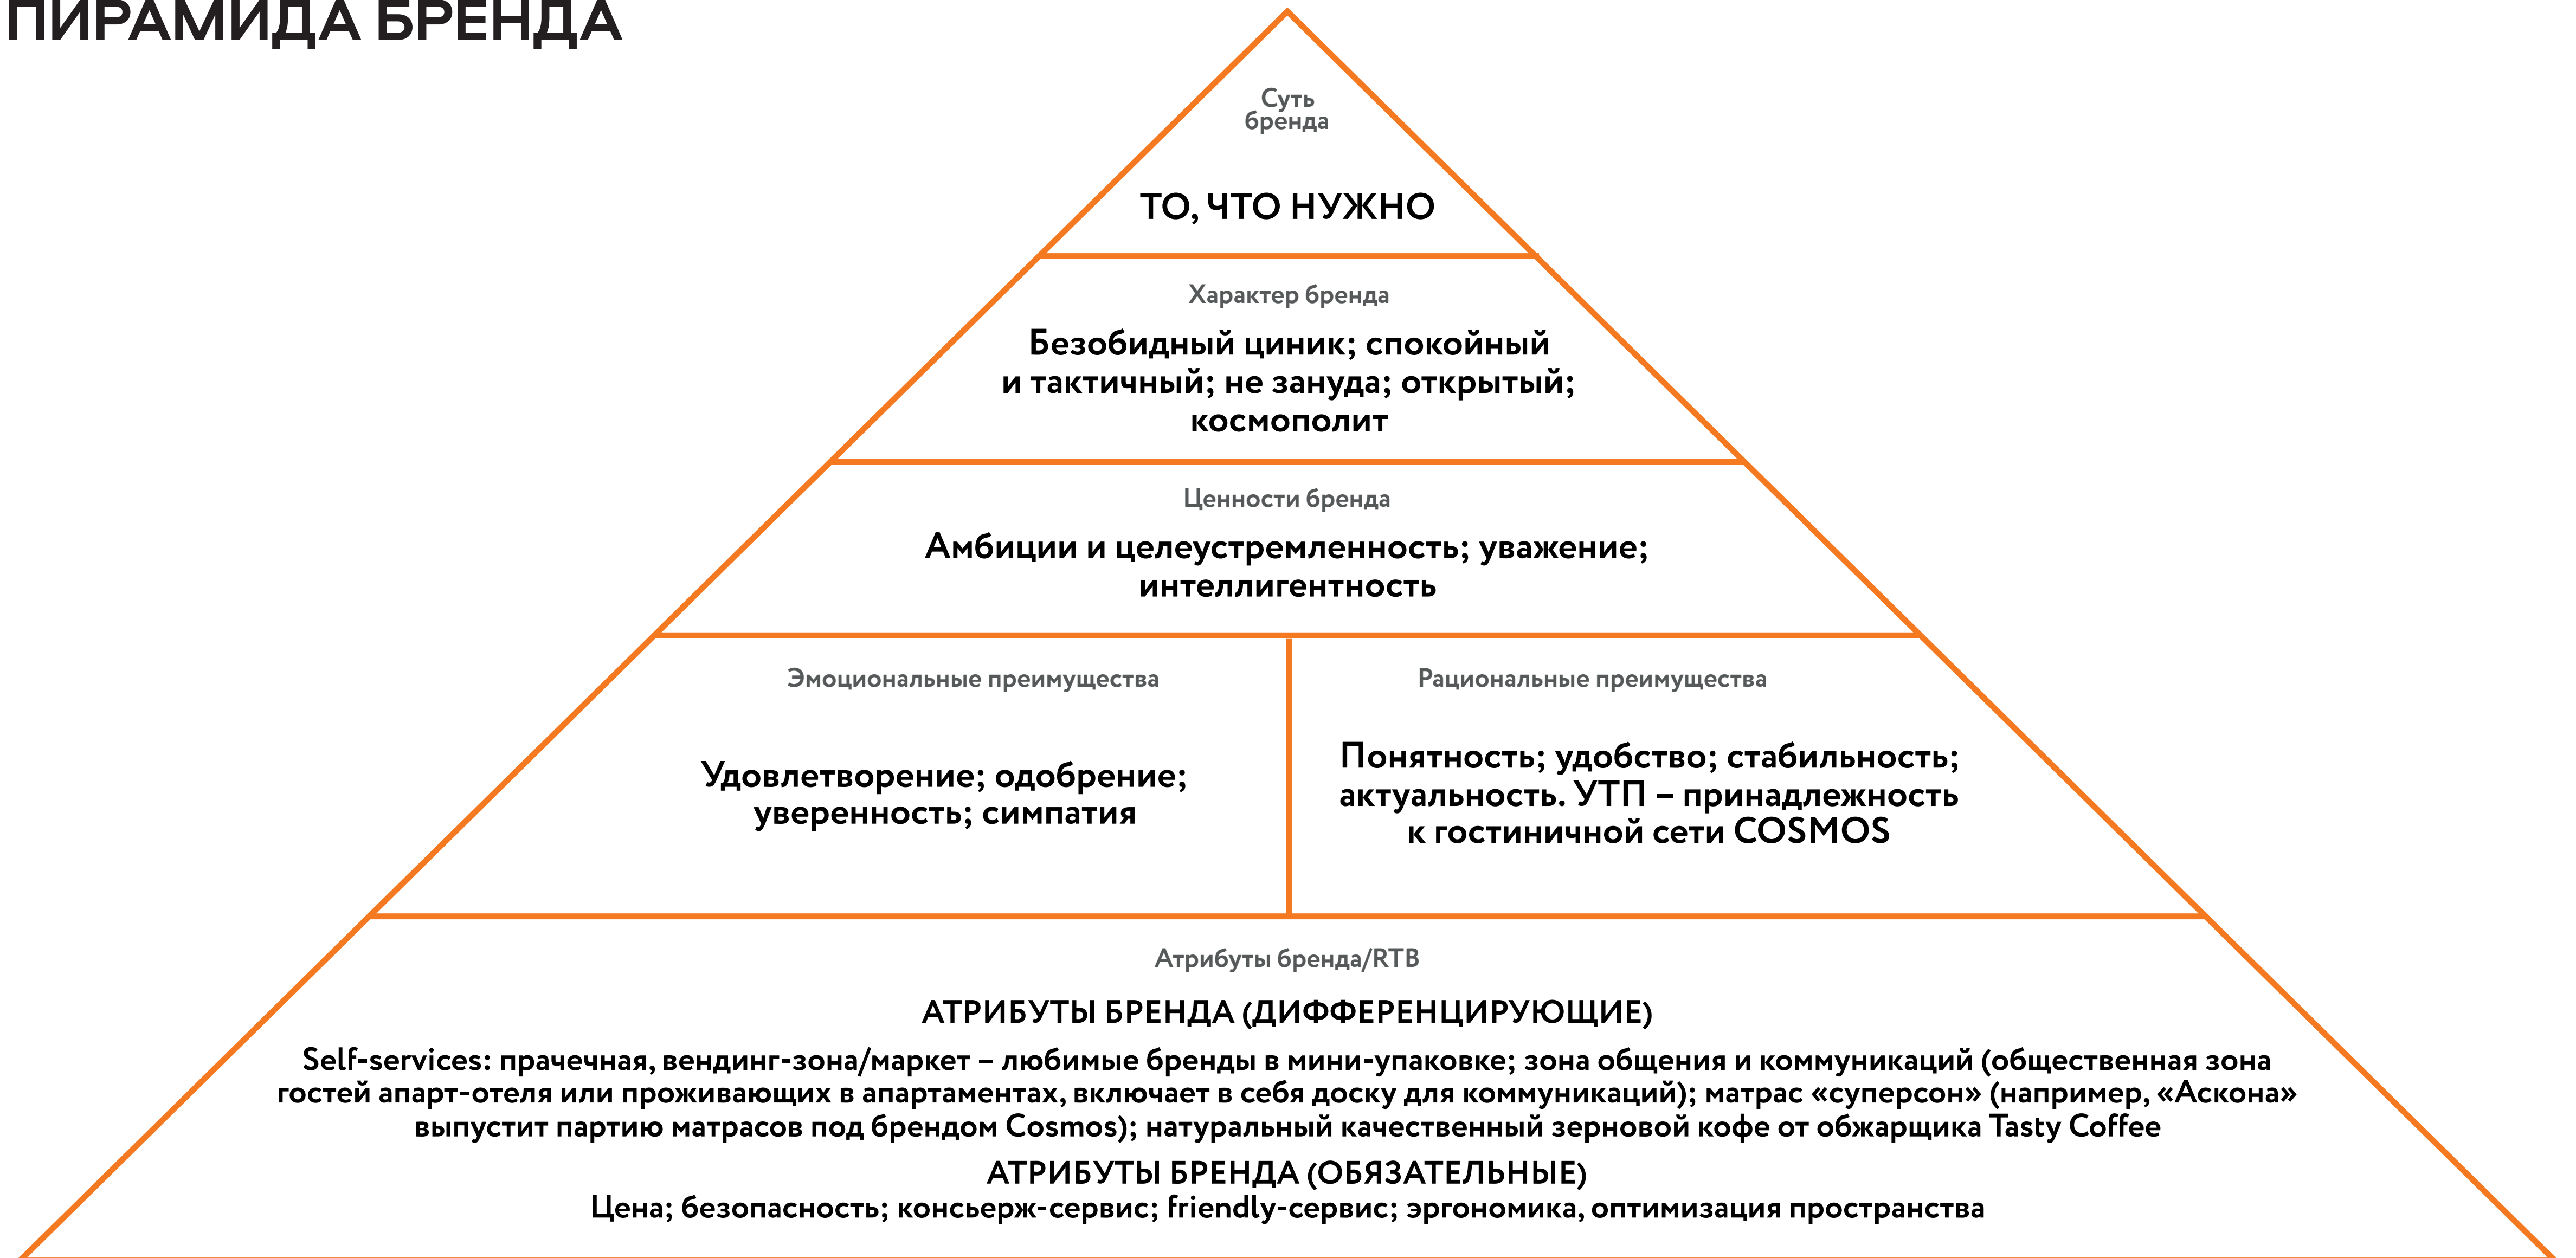 ПИРАМИДА БРЕНДА
Суть
бренда
ТО, ЧТО НУЖНО
Характер бренда
Безобидный циник; спокойный
и тактичный; не зануда; открытый;
космополит
Ценности бренда
Амбиции и целеустремленность; уважение;
интеллигентность
Эмоциональные преимущества
Удовлетворение; одобрение;
уверенность; симпатия
Рациональные преимущества
Понятность; удобство; стабильность;
актуальность. УТП – принадлежность
к гостиничной сети COSMOS
Атрибуты бренда/RTB
АТРИБУТЫ БРЕНДА (ДИФФЕРЕНЦИРУЮЩИЕ)
Self-services: прачечная, вендинг-зона/маркет – любимые бренды в мини-упаковке; зона общения и коммуникаций (общественная зона
гостей апарт-отеля или проживающих в апартаментах, включает в себя доску для коммуникаций); матрас «суперсон» (например, «Аскона»
выпустит партию матрасов под брендом Cosmos); натуральный качественный зерновой кофе от обжарщика Tasty Coffee
АТРИБУТЫ БРЕНДА (ОБЯЗАТЕЛЬНЫЕ)
Цена; безопасность; консьерж-сервис; friendly-сервис; эргономика, оптимизация пространства